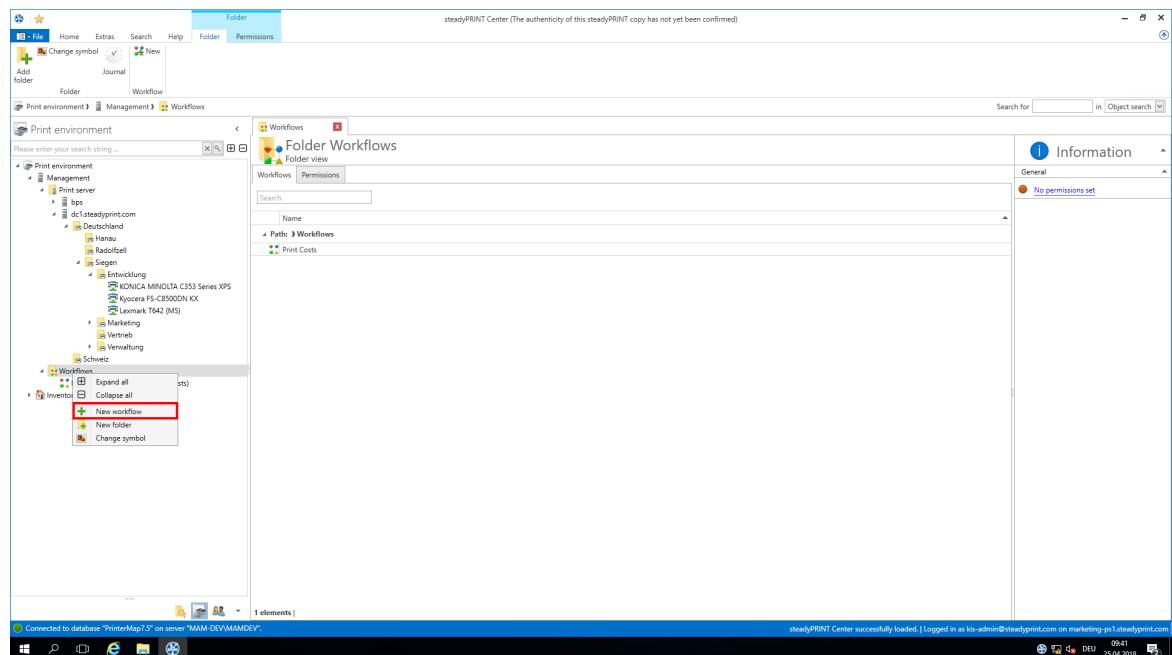 Folder
steadyPRINT Center (The authenticity of this steadyPRINT copy has not yet been confirmed)
File Home Extras Search Help Folder Permissions
Add folder
Change symbol
Journal
New
Folder Workflow
Print environment Management Workflows
Search for in Object search
Print environment
Please enter your search string ...
Print environment
Management
Print server
bps
dc1.steadyprint.com
Deutschland
Hanau
Radolfzell
Siegen
Entwicklung
KONICA MINOLTA C353 Series XPS
Kyocera FS-C8500DN KX
Lexmark T642 (MS)
Marketing
Vertrieb
Verwaltung
Schweiz
Workflows
sts)
Inventor
Expand all
Collapse all
New workflow
New folder
Change symbol
Workflows
Folder Workflows
Folder view
Workflows Permissions
Search
Name
Path: Workflows
Print Costs
1 elements |
Information
General
No permissions set
Connected to database "PrinterMap7.5" on server "MAM-DEV\MAMDEV".
steadyPRINT Center successfully loaded. | Logged in as kis-admin@steadyprint.com on marketing-ps1.steadyprint.com
DEU
09:41
25.04.2018